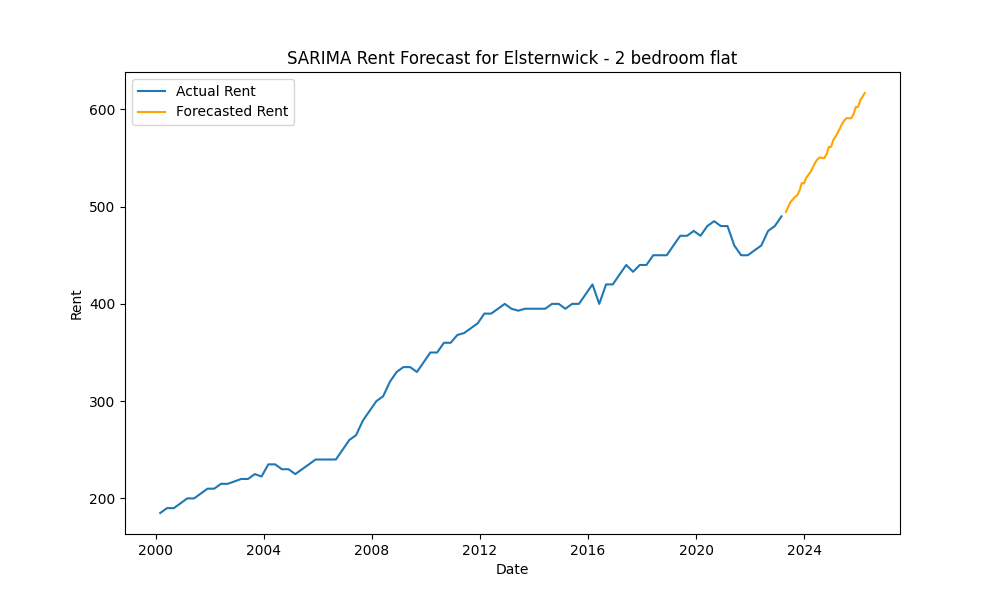 SARIMA Rent Forecast for Elsternwick - 2 bedroom flat
Actual Rent
Forecasted Rent
600
500
400
300
200
Rent
2000 2004 2008 2012 2016 2020 2024
Date